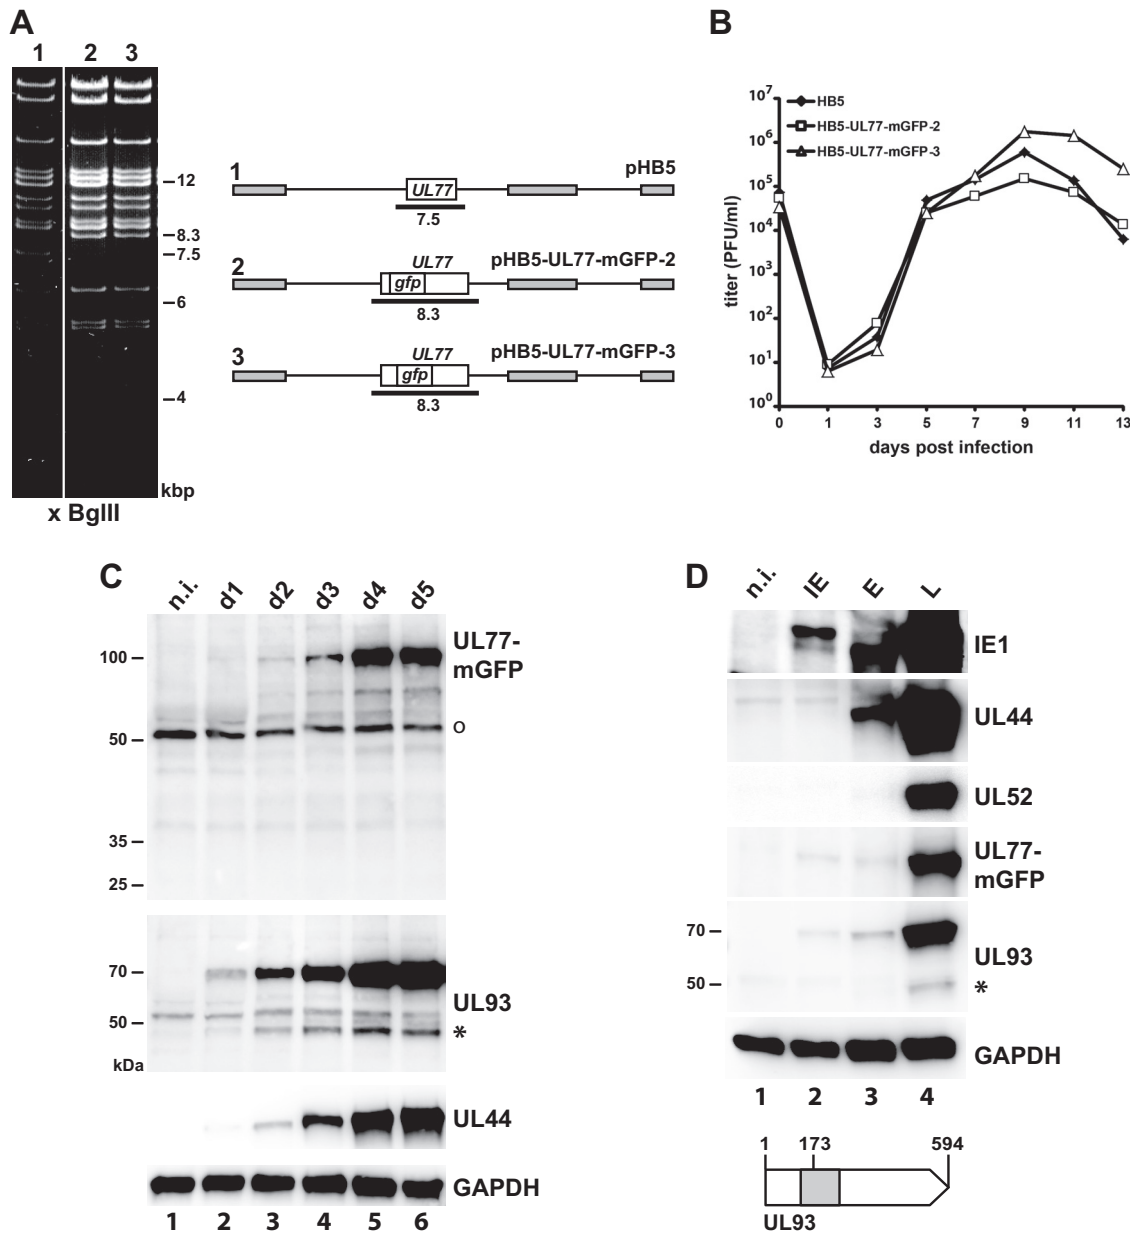 A
1 2 3
12
8.3
7.5
6
4
kbp
x BglII
1
pHB5
UL77
7.5
2
UL77
pHB5-UL77-mGFP-2
gfp
8.3
3
UL77
pHB5-UL77-mGFP-3
gfp
8.3
B
HB5
HB5-UL77-mGFP-2
HB5-UL77-mGFP-3
titer (PFU/ml)
10⁷
10⁶
10⁵
10⁴
10³
10²
10¹
10⁰
0 1 3 5 7 9 11 13
days post infection
C
n.i. d1 d2 d3 d4 d5
100
50
35
25
UL77-
mGFP
o
70
50
kDa
UL93
*
UL44
GAPDH
1 2 3 4 5 6
D
n.i. IE E L
IE1
UL44
UL52
UL77-
mGFP
70
50
UL93
*
GAPDH
1 2 3 4
1 173 594
UL93